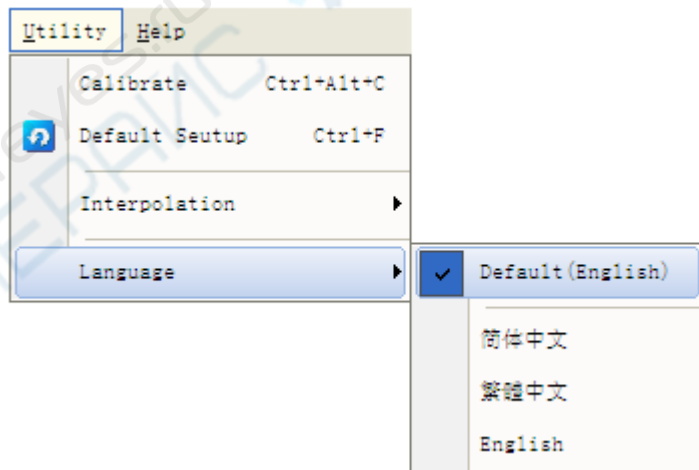 Utility Help
Calibrate Ctrl+Alt+C
Default Seutup Ctrl+F
Interpolation
Language
Default(English)
简体中文
繁體中文
English